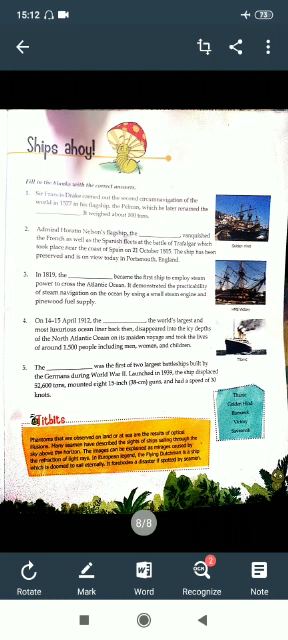 15:12
73
Ships ahoy!
Fill in the blanks with the correct answers.
1. Sir Francis Drake carried out the second circumnavigation of the
world in 1577 in his flagship, the Pelican, which he later renamed the
____________. It weighed about 100 tons.
2. Admiral Horatio Nelson's flagship, the ____________, vanquished
the French as well as the Spanish fleets at the battle of Trafalgar which
took place near the coast of Spain on 21 October 1805. The ship has been
preserved and is on view today in Portsmouth, England.
3. In 1819, the ____________ became the first ship to employ steam
power to cross the Atlantic Ocean. It demonstrated the practicability
of steam navigation on the ocean by using a small steam engine and
pinewood fuel supply.
4. On 14-15 April 1912, the ____________, the world's largest and
most luxurious ocean liner back then, disappeared into the icy depths
of the North Atlantic Ocean on its maiden voyage and took the lives
of around 1,500 people including men, women, and children.
5. The ____________ was the first of two largest battleships built by
the Germans during World War II. Launched in 1939, the ship displaced
52,600 tons, mounted eight 15-inch (38-cm) guns, and had a speed of 30
knots.
Golden Hind
HMS Victory
Titanic
Titanic
Golden Hind
Bismarck
Victory
Savannah
Titbits
Phantoms that are observed on land or at sea are the results of optical
illusions. Many seamen have described the sights of ships sailing through the
sky above the horizon. The images can be explained as mirages caused by
the refraction of light rays. In European legend, the Flying Dutchman is a ship
which is doomed to sail eternally. It forebodes a disaster if spotted by seamen.
8/8
Rotate
Mark
W
Word
OCR
2
Recognize
Note